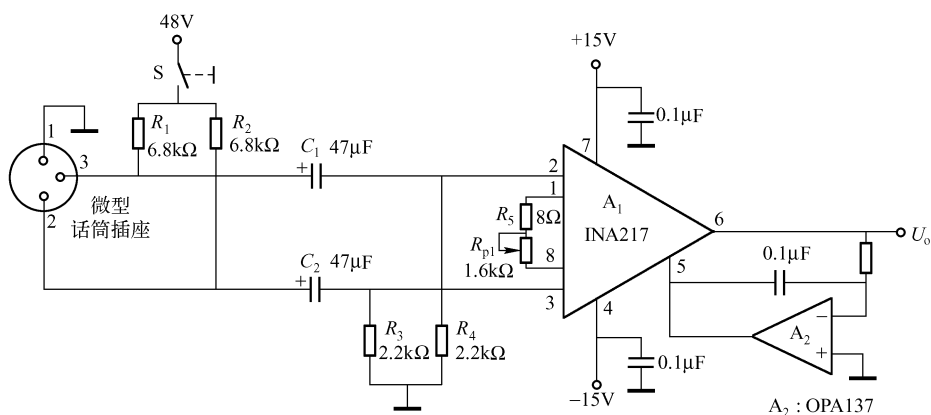 48V
S
R1
6.8kΩ
R2
6.8kΩ
1
3
2
微型
话筒插座
C1 47μF
+
C2 47μF
+
R3
2.2kΩ
R4
2.2kΩ
+15V
0.1μF
7
2
1
R5 8Ω
Rp1
1.6kΩ
8
3
A1
INA217
6
Uo
5
0.1μF
4
0.1μF
−15V
−
A2
+
A2 : OPA137